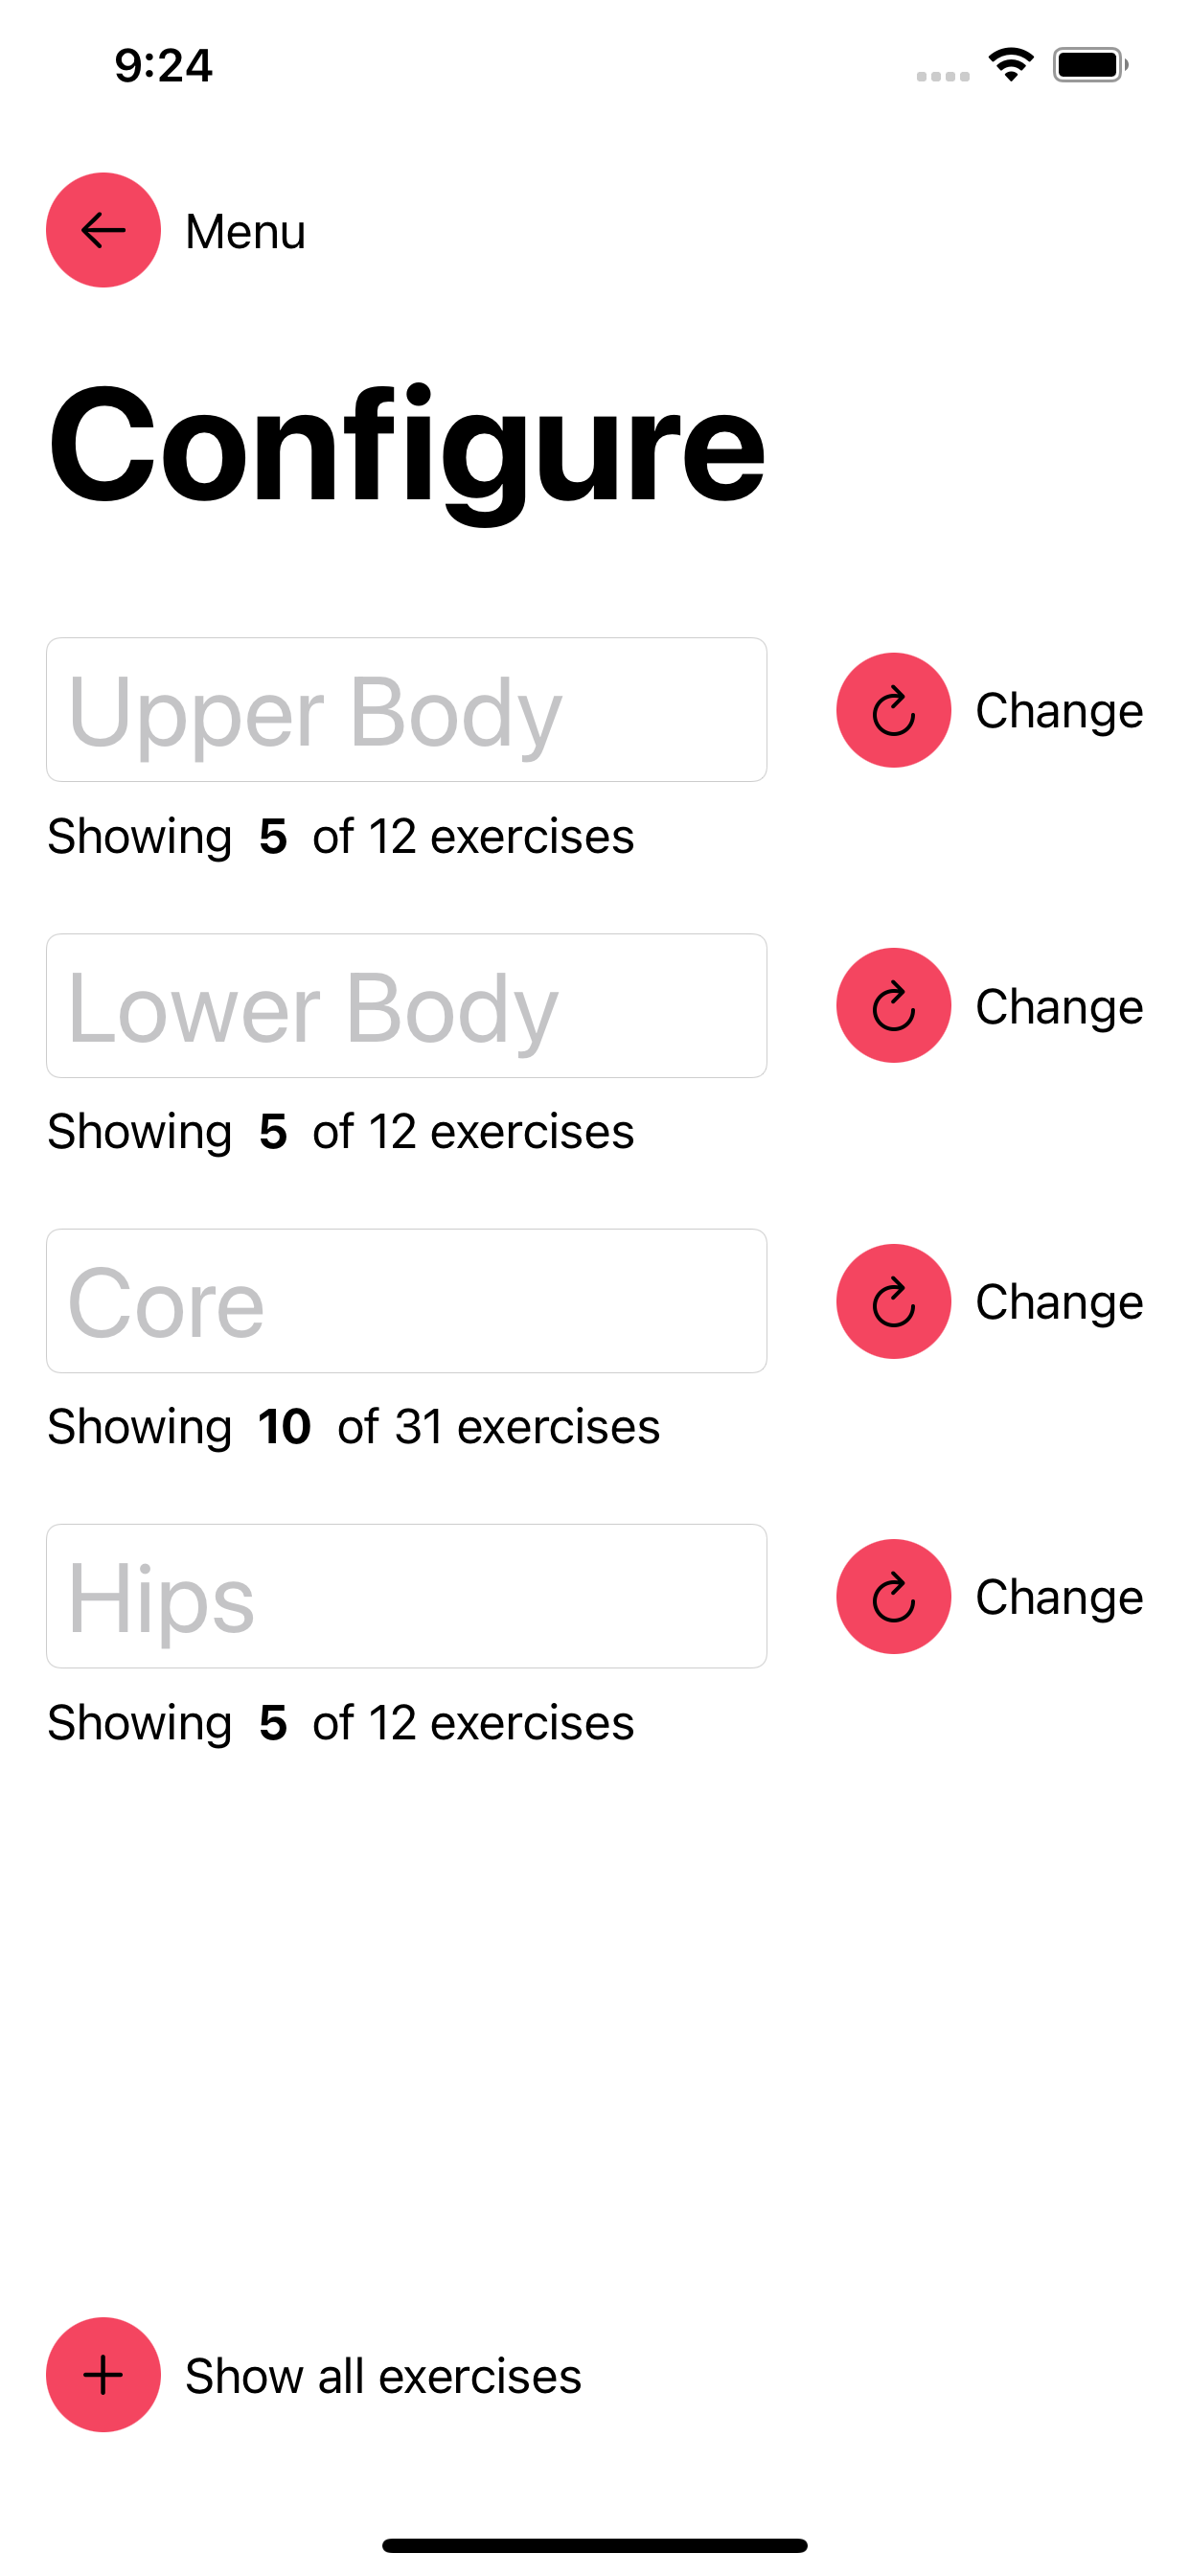 9:24
Menu
Configure
Upper Body
Change
Showing 5 of 12 exercises
Lower Body
Change
Showing 5 of 12 exercises
Core
Change
Showing 10 of 31 exercises
Hips
Change
Showing 5 of 12 exercises
Show all exercises